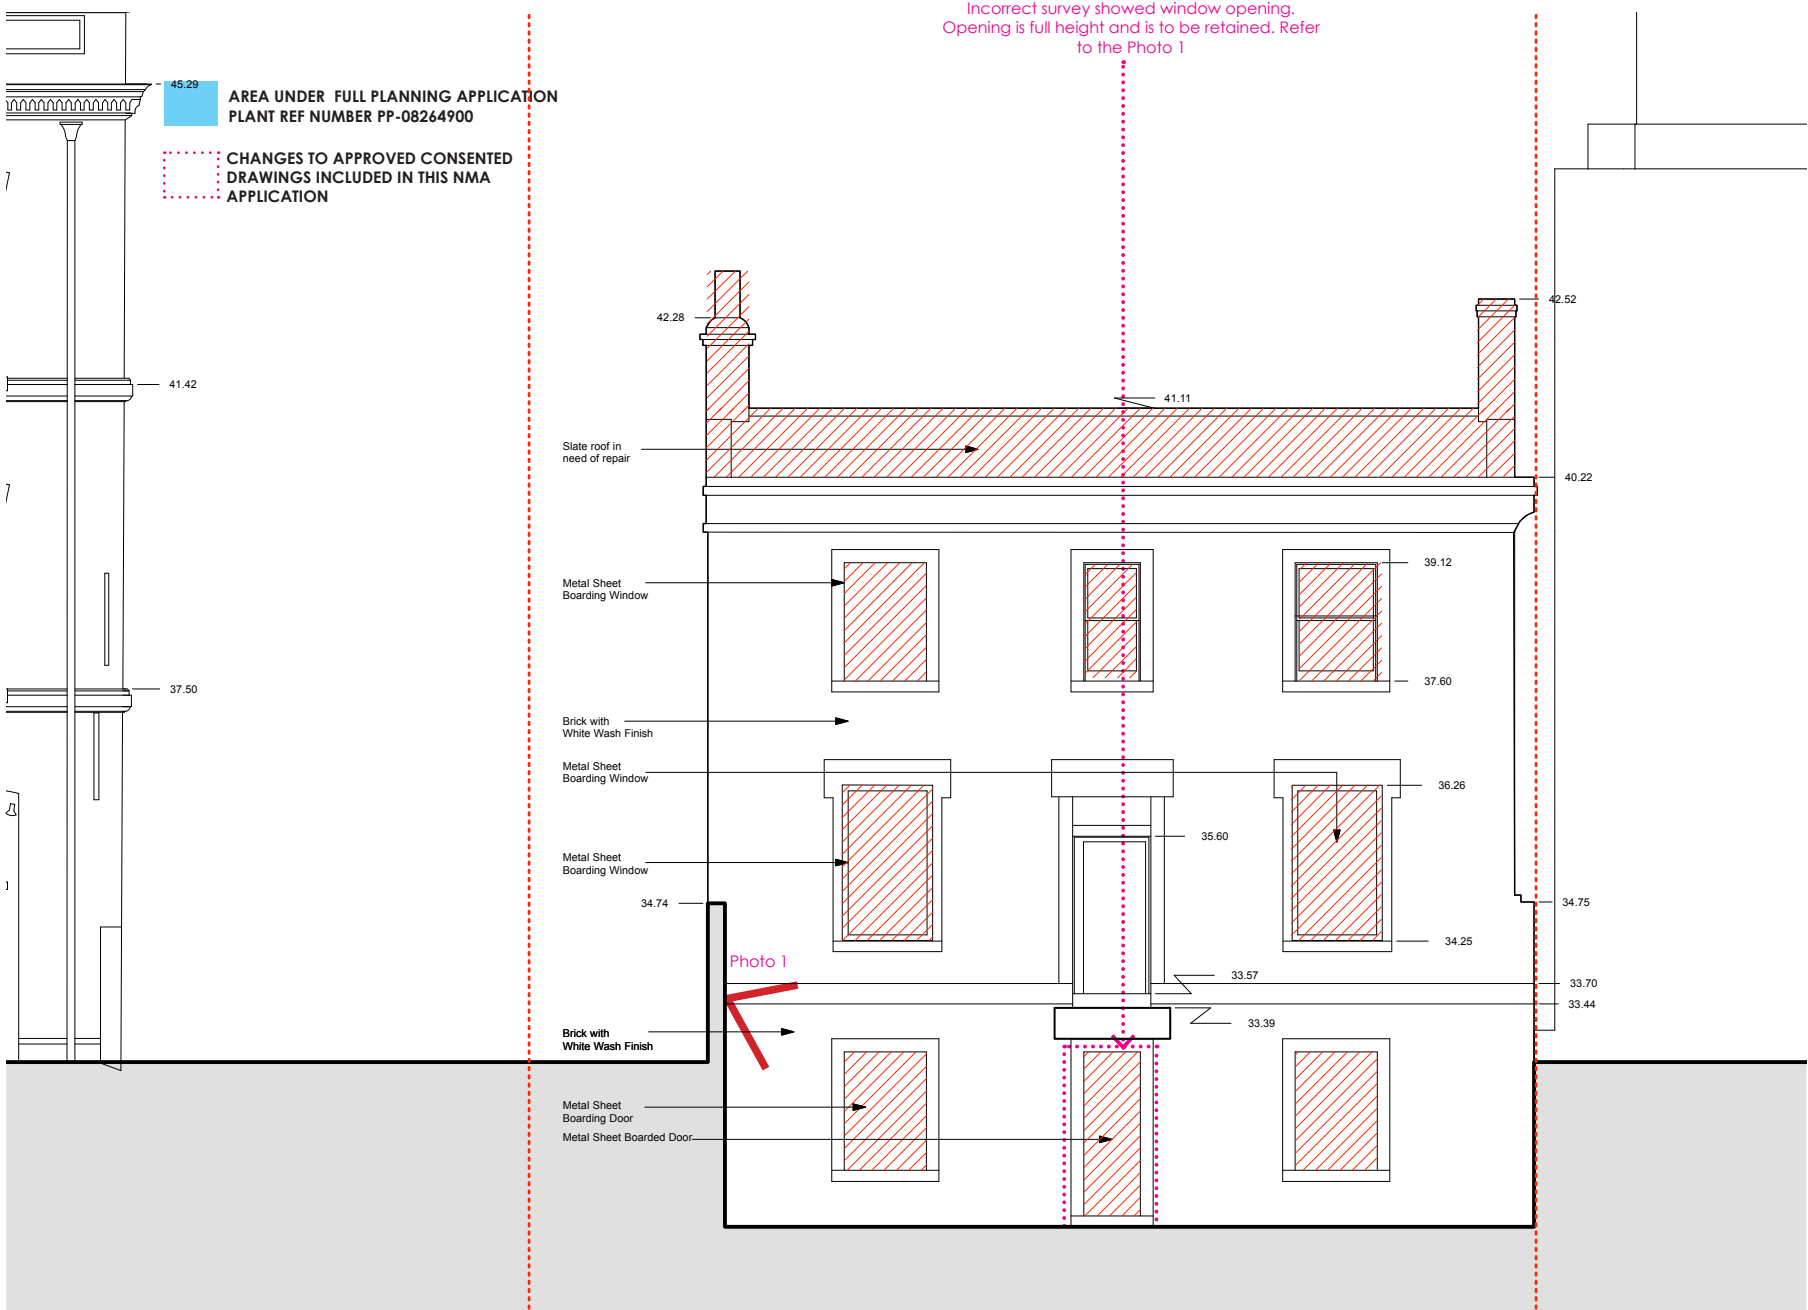 Incorrect survey showed window opening.
Opening is full height and is to be retained. Refer
to the Photo 1
45.29
AREA UNDER FULL PLANNING APPLICATION
PLANT REF NUMBER PP-08264900
CHANGES TO APPROVED CONSENTED
DRAWINGS INCLUDED IN THIS NMA
APPLICATION
42.52
42.28
41.42
41.11
Slate roof in
need of repair
40.22
39.12
Metal Sheet
Boarding Window
37.60
37.50
Brick with
White Wash Finish
Metal Sheet
Boarding Window
36.26
35.60
Metal Sheet
Boarding Window
34.74
34.75
34.25
Photo 1
33.57
33.70
33.44
33.39
Brick with
White Wash Finish
Metal Sheet
Boarding Door
Metal Sheet Boarded Door